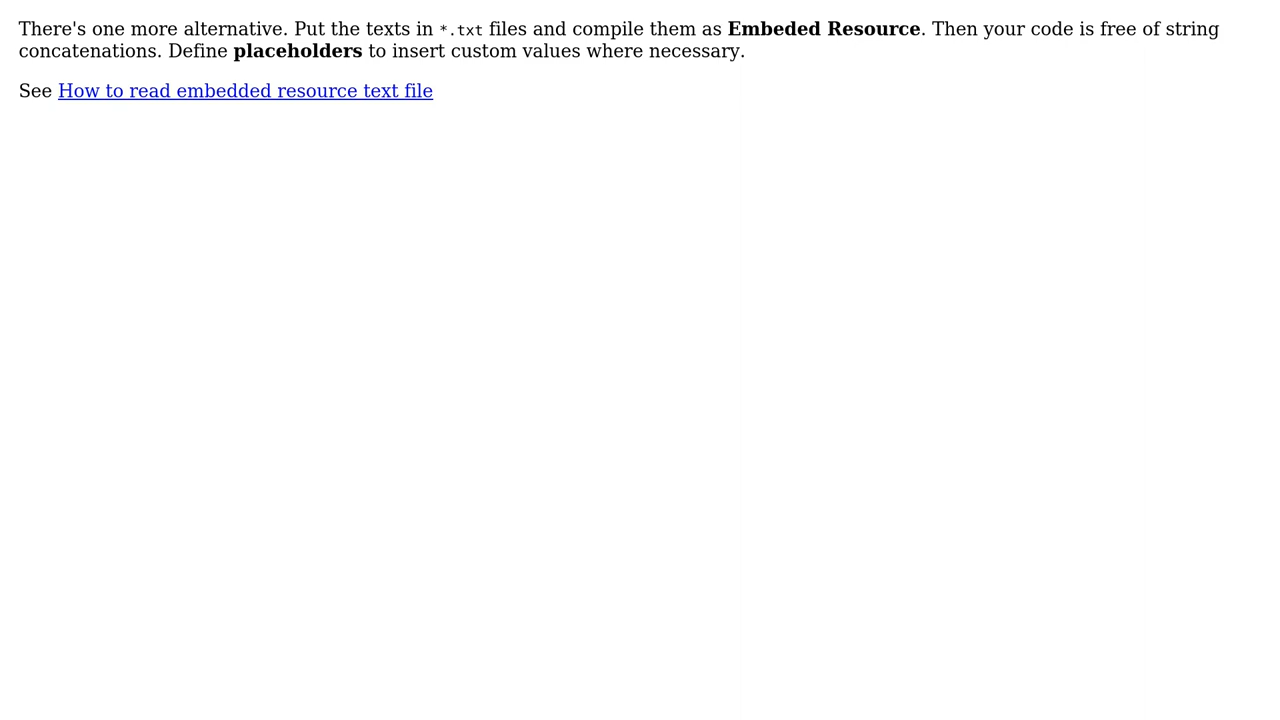 There's one more alternative. Put the texts in *.txt files and compile them as Embeded Resource. Then your code is free of string
concatenations. Define placeholders to insert custom values where necessary.
See How to read embedded resource text file